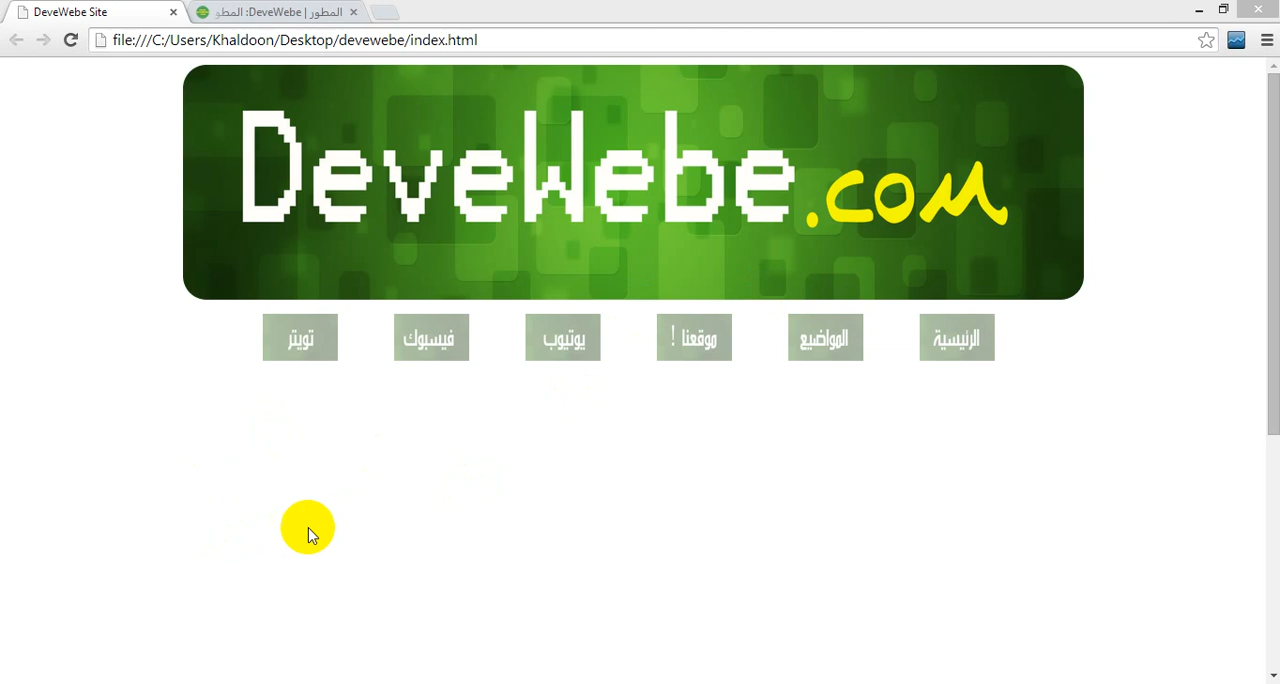 DeveWebe Site
المطور | DeveWebe: المطو
file:///C:/Users/Khaldoon/Desktop/devewebe/index.html
DeveWebe.com
الرئيسية
المواضيع
موقعنا !
يوتيوب
فيسبوك
تويتر